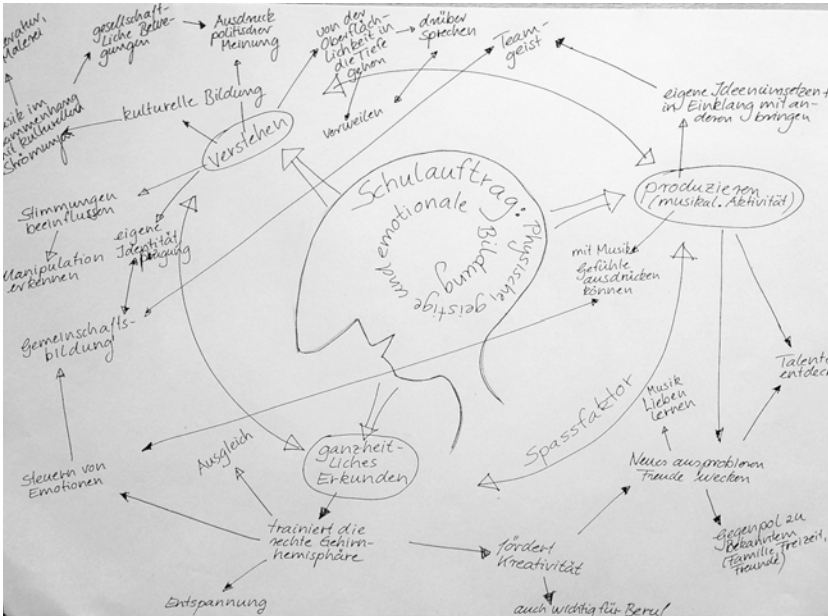 eratur,
Malerei
gesellschaft-
liche Bewe-
gungen
Ausdruck
politischer
Meinung
von der
Oberfläch-
lichkeit in
die Tiefe
gehen
drüber
sprechen
verweilen
Team-
geist
eigene Ideen umsetzen +
in Einklang mit an-
deren bringen
usik im
sammenhang
mit kulturellen
Strömungen
kulturelle Bildung
verstehen
Schulauftrag: Physische, geistige und emotionale Bildung
produzieren
(musikal. Aktivität)
Stimmungen
beeinflussen
eigene
Identität
prägung
Manipulation
erkennen
mit Musik
Gefühle
ausdrücken
können
Gemeinschafts-
bildung
Talente
entdeck
Musik
Lieben
lernen
Spassfaktor
Ausgleich
ganzheit-
liches
Erkunden
Steuern von
Emotionen
Neues ausprobieren
Freude wecken
trainiert die
rechte Gehirn-
hemisphäre
fördert
Kreativität
Gegenpol zu
Bekanntem
(Familie, Freizeit,
Freunde)
Entspannung
auch wichtig für Beruf